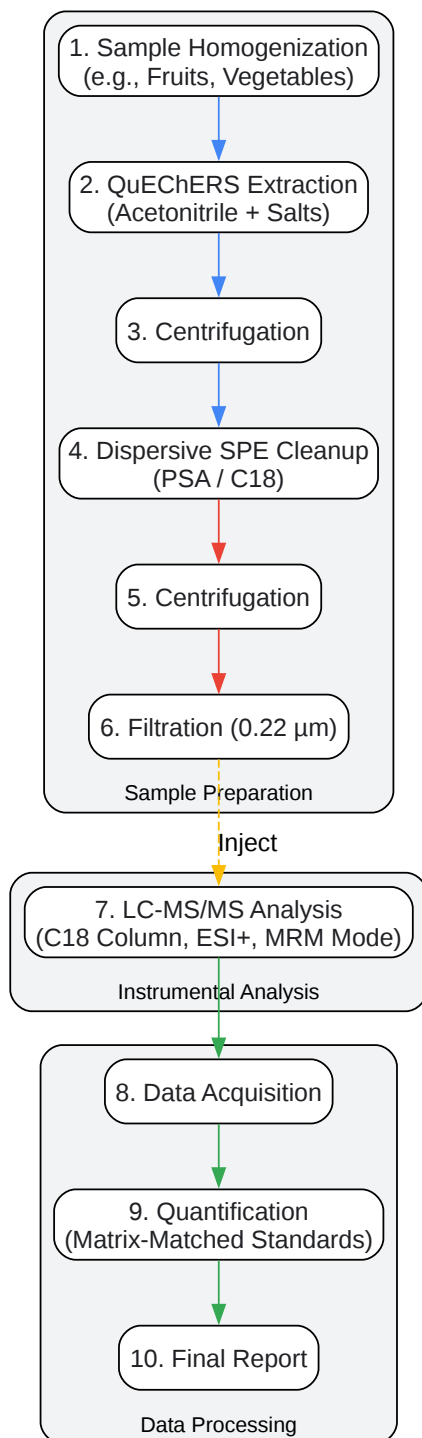 1. Sample Homogenization
(e.g., Fruits, Vegetables)
2. QuEChERS Extraction
(Acetonitrile + Salts)
3. Centrifugation
4. Dispersive SPE Cleanup
(PSA / C18)
5. Centrifugation
6. Filtration (0.22 µm)
Sample Preparation
Inject
7. LC-MS/MS Analysis
(C18 Column, ESI+, MRM Mode)
Instrumental Analysis
8. Data Acquisition
9. Quantification
(Matrix-Matched Standards)
10. Final Report
Data Processing